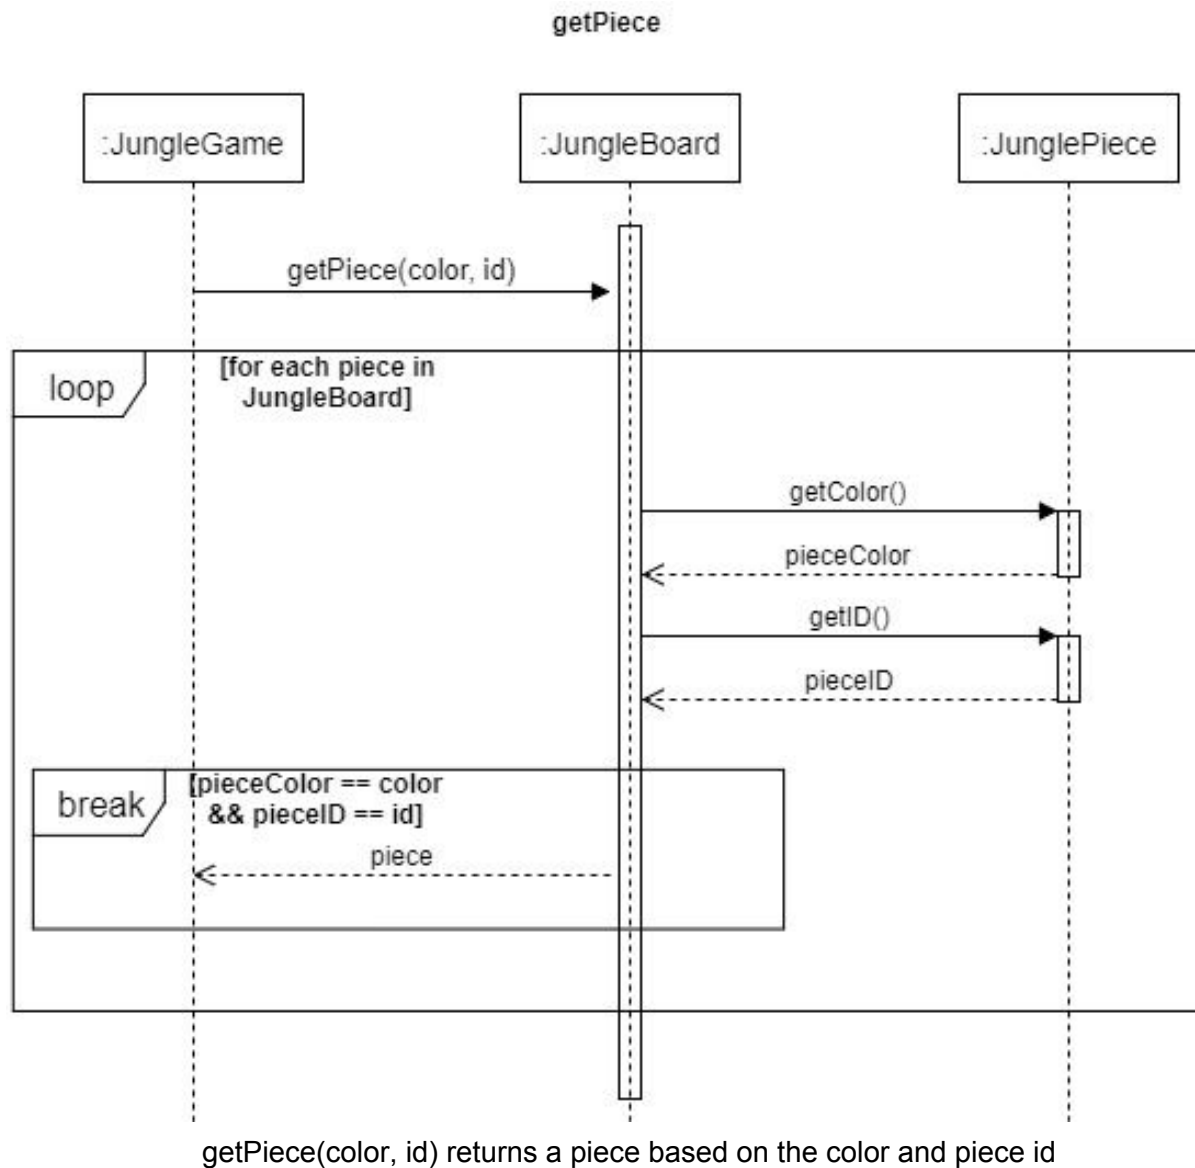 getPiece
:JungleGame
:JungleBoard
:JunglePiece
getPiece(color, id)
loop
[for each piece in
JungleBoard]
getColor()
pieceColor
getID()
pieceID
break
[pieceColor == color
&& pieceID == id]
piece
getPiece(color, id) returns a piece based on the color and piece id